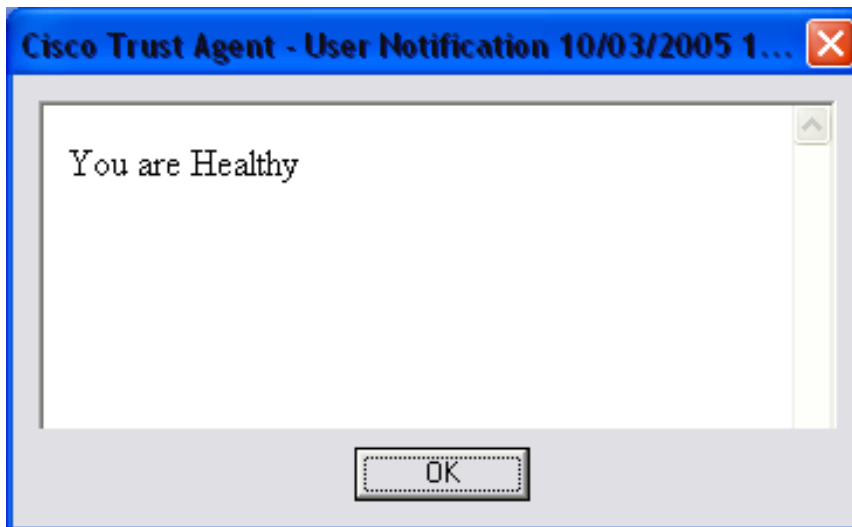 Cisco Trust Agent - User Notification 10/03/2005 1...
You are Healthy
OK